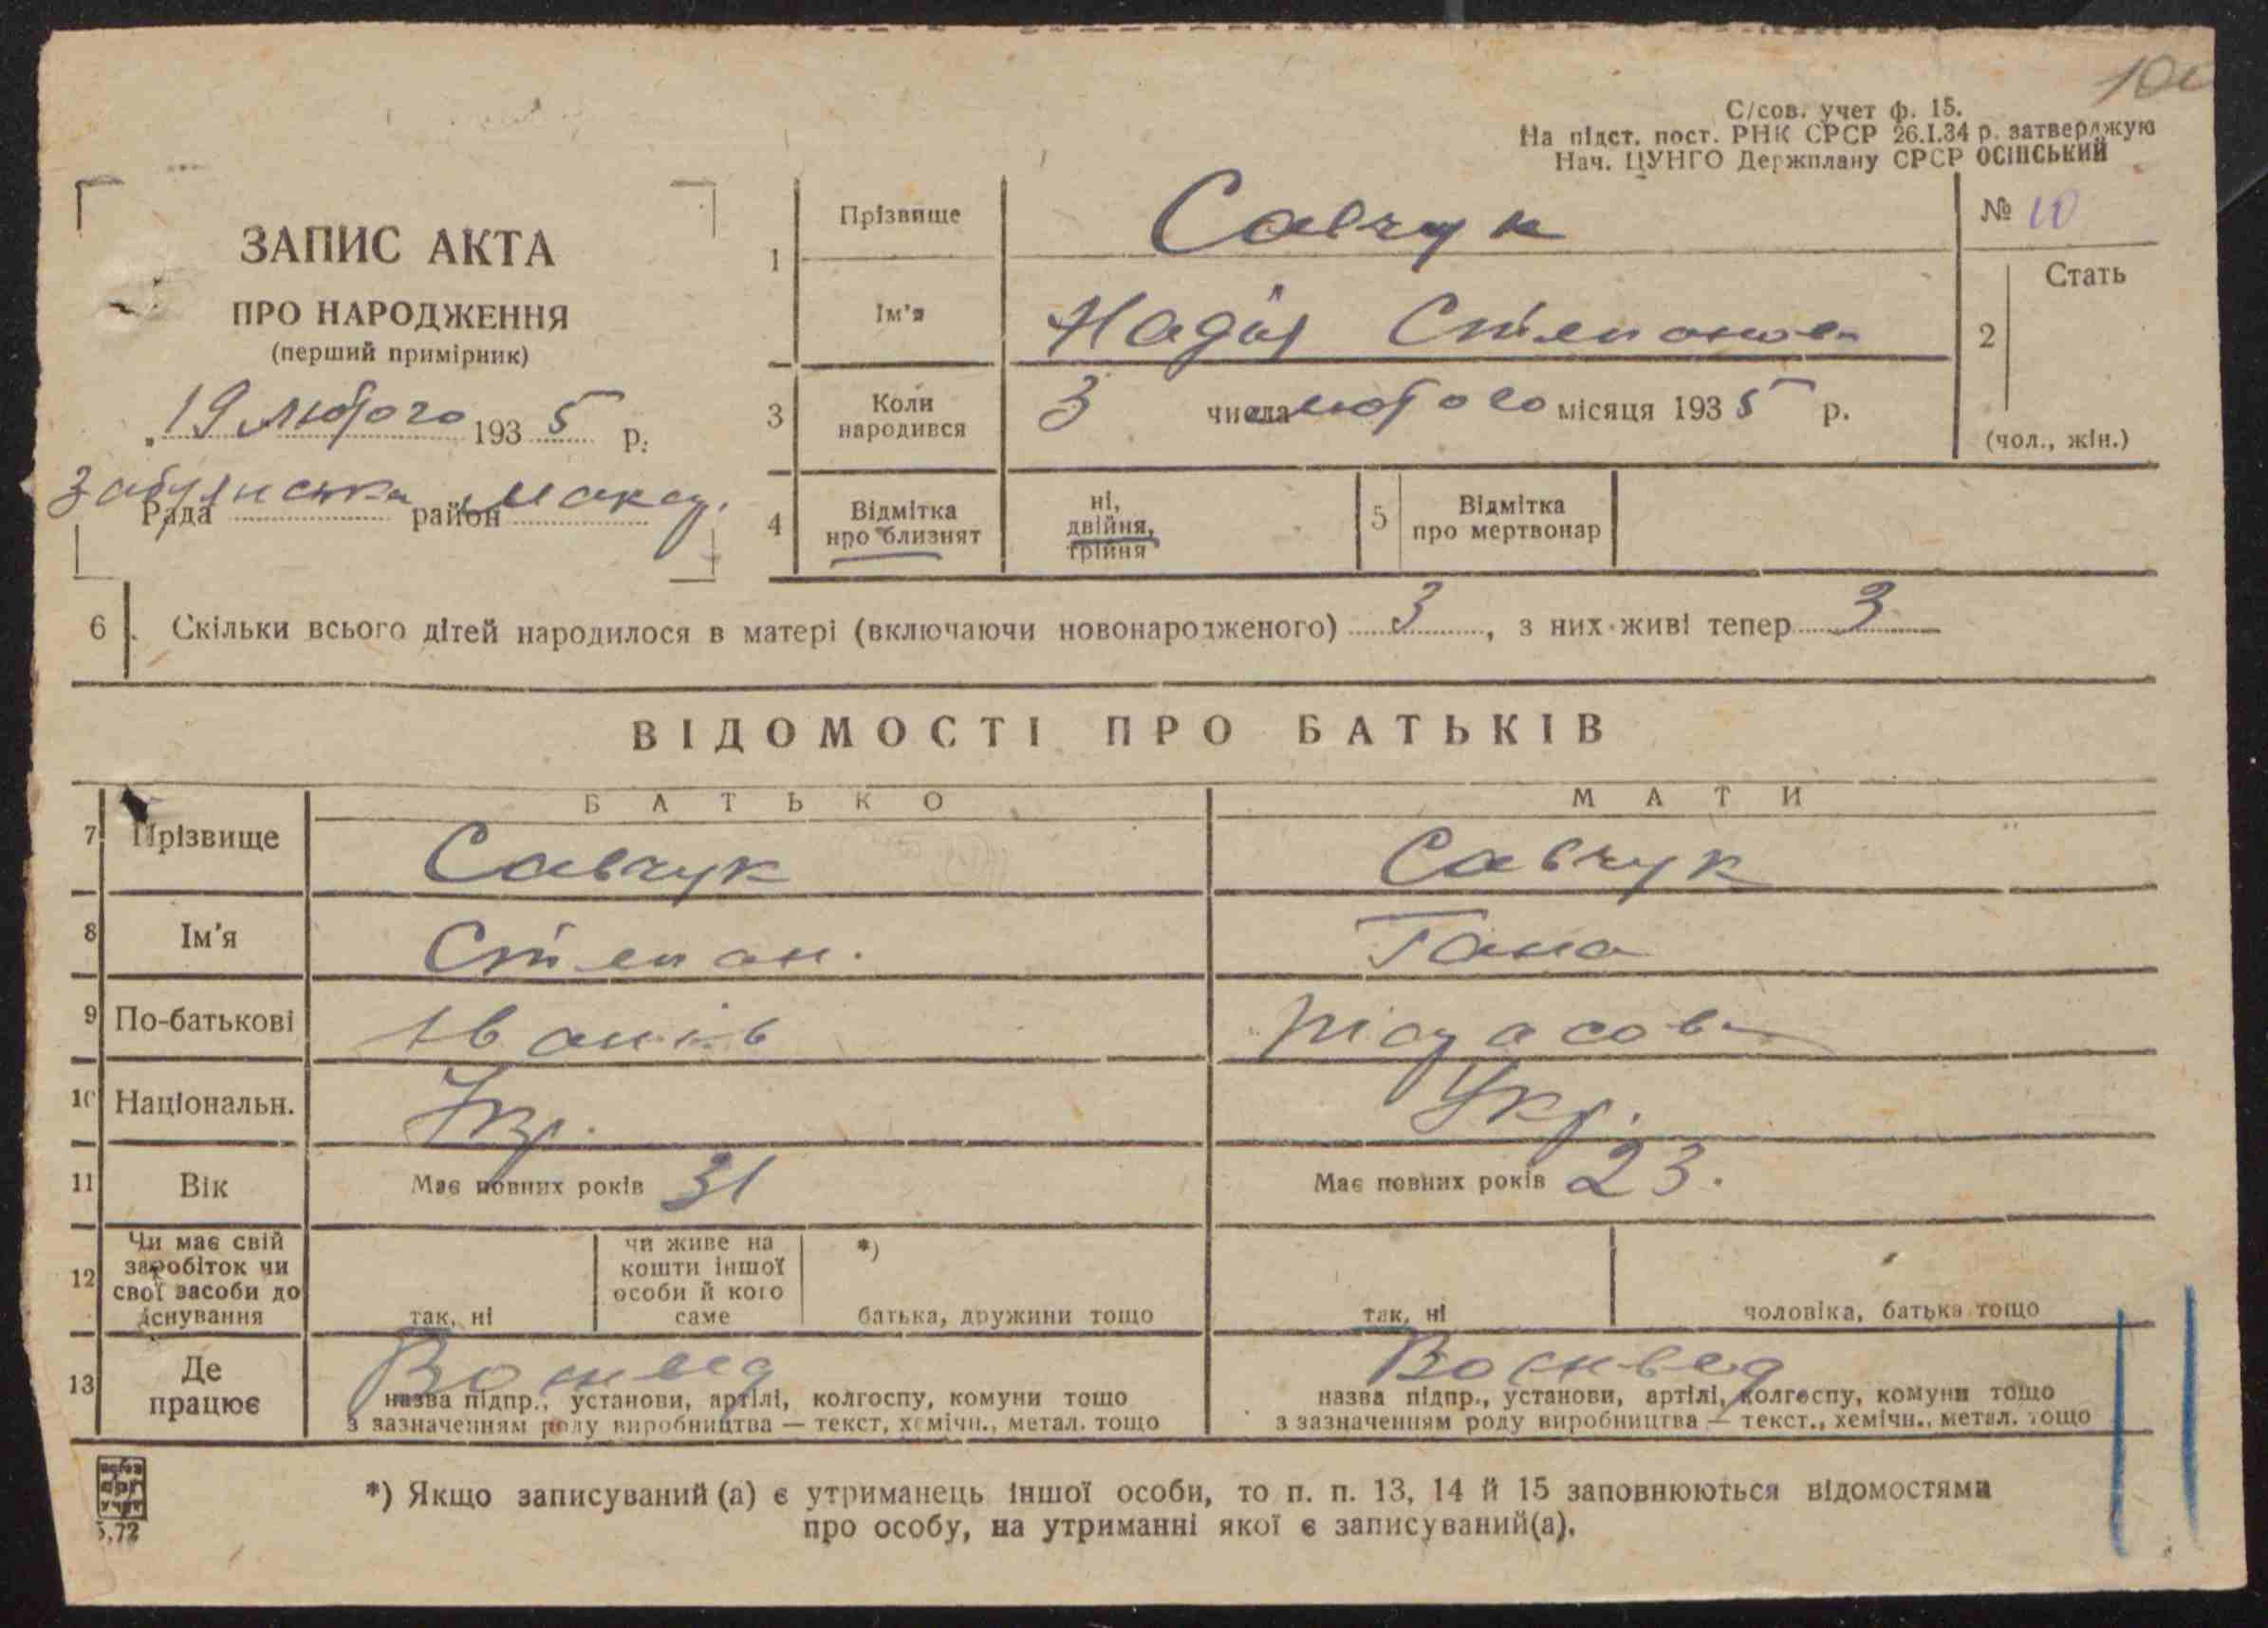 100
С/сов. учет ф. 15.
На підст. пост. РНК СРСР 26.I.34 р. затверджую
Нач. ЦУНГО Держплану СРСР ОСІНСЬКИЙ
ЗАПИС АКТА
ПРО НАРОДЖЕННЯ
(перший примірник)
19 лютого 1935 р.
Рада район Макар.
1 Прізвище Савчук
№ 10
Ім'я Надія Степанов
2 Стать
(чол., жін.)
3 Коли народився 3 числа лютого місяця 1935 р.
4 Відмітка про близнят ні, двійня, трійня
5 Відмітка про мертвонар
6 Скільки всього дітей народилося в матері (включаючи новонародженого) 3, з них живі тепер 3
ВІДОМОСТІ ПРО БАТЬКІВ
БАТЬКО МАТИ
7 Прізвище Савчук Савчук
8 Ім'я Степан. Гана
9 По-батькові Іванів
10 Національн. Укр. Укр.
11 Вік Має повних років 31 Має повних років 23.
12 Чи має свій заробіток чи свої засоби до існування так, ні чи живе на кошти іншої особи й кого саме *) батька, дружини тощо так, ні чоловіка, батька тощо
13 Де працює
назва підпр., установи, артілі, колгоспу, комуни тощо
з зазначенням роду виробництва — текст, хемічн., метал. тощо
назва підпр., установи, артілі, колгоспу, комуни тощо
з зазначенням роду виробництва — текст., хемічн., метал. тощо
*) Якщо записуваний (а) є утриманець іншої особи, то п. п. 13, 14 й 15 заповнюються відомостями
про особу, на утриманні якої є записуваний(а).